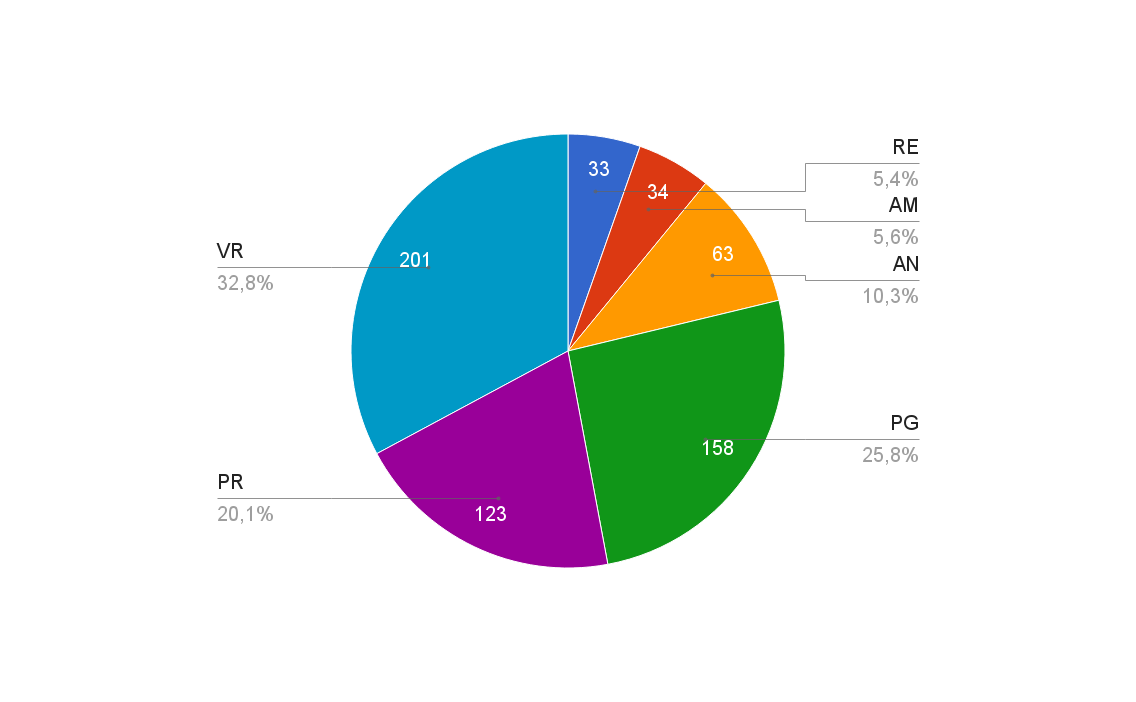 RE
5,4%
AM
5,6%
AN
10,3%
PG
25,8%
PR
20,1%
VR
32,8%
33
34
63
158
123
201